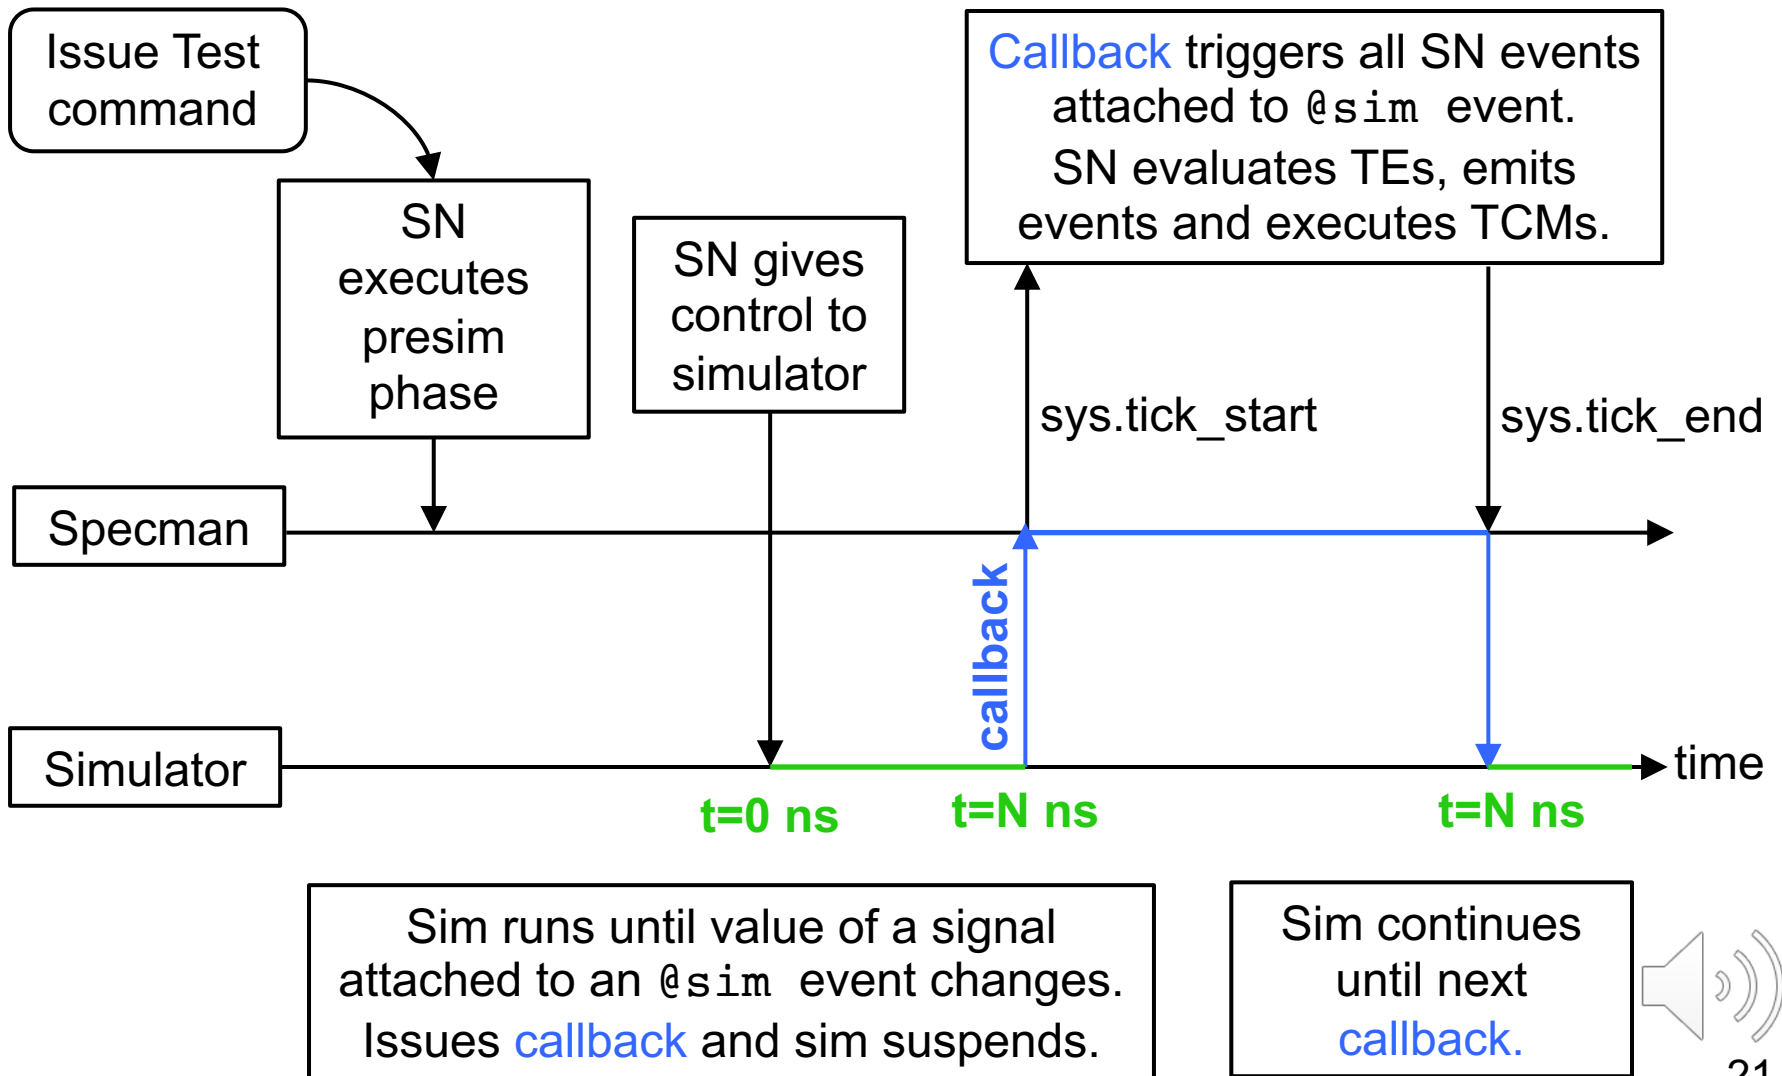 Issue Test
command
SN
executes
presim
phase
SN gives
control to
simulator
Callback triggers all SN events
attached to @sim event.
SN evaluates TEs, emits
events and executes TCMs.
sys.tick_start
sys.tick_end
Specman
callback
Simulator
time
t=0 ns
t=N ns
t=N ns
Sim runs until value of a signal
attached to an @sim event changes.
Issues callback and sim suspends.
Sim continues
until next
callback.
21